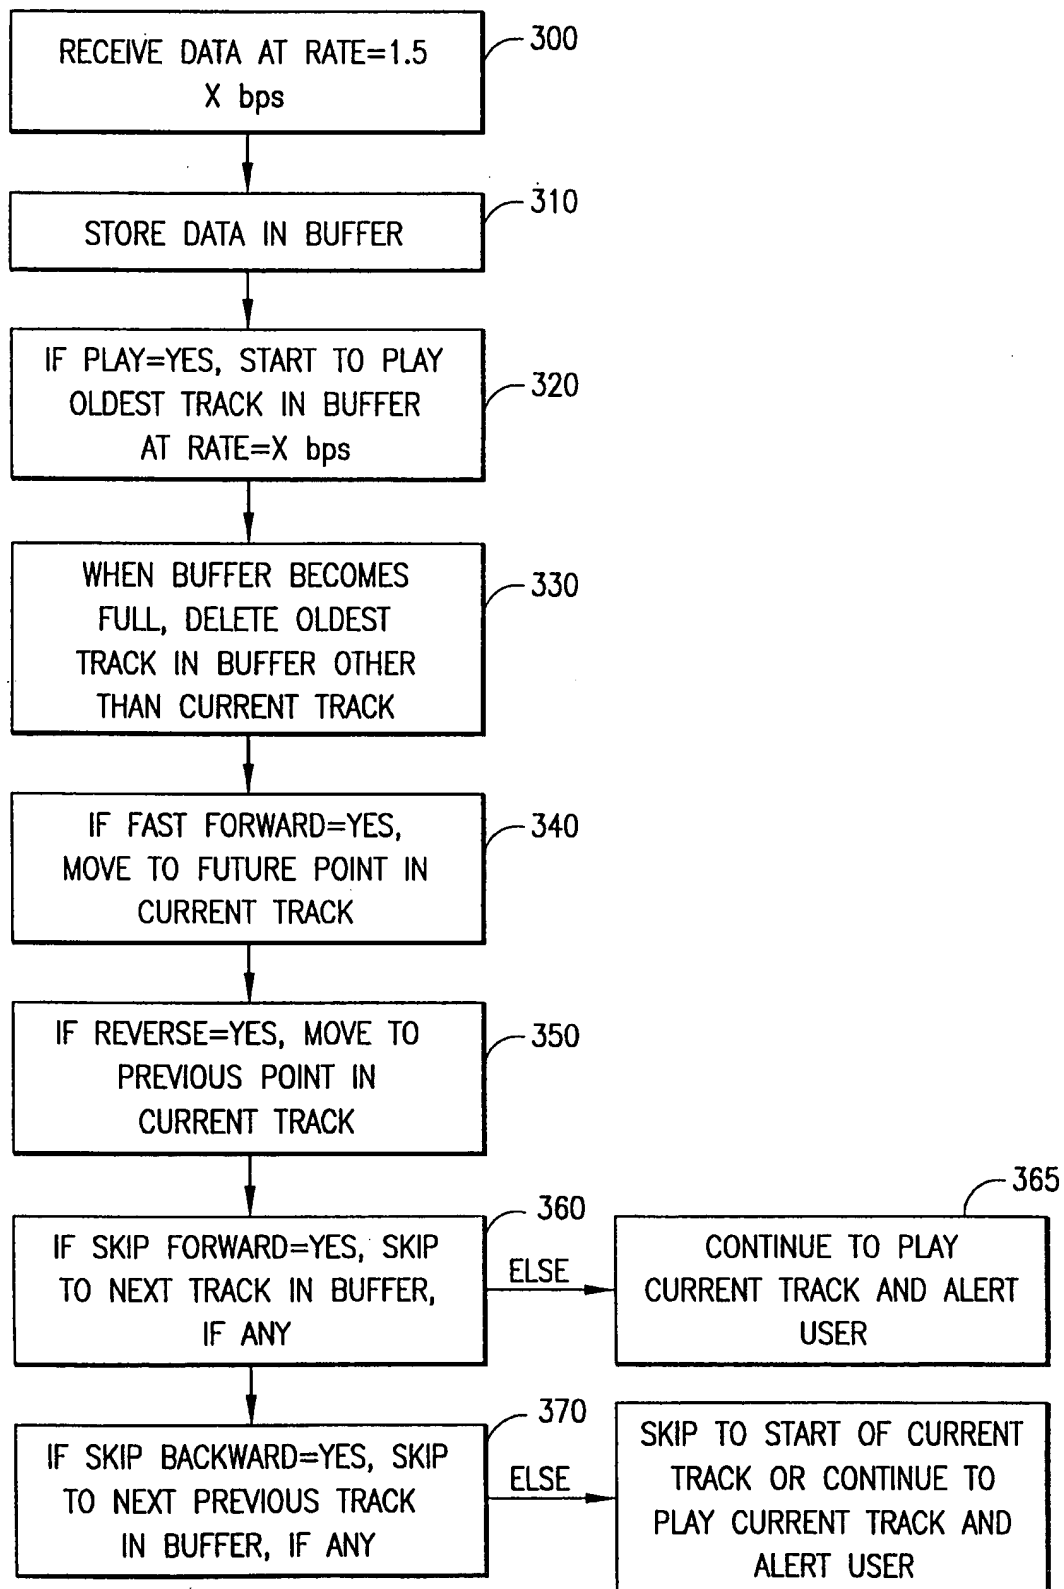 RECEIVE DATA AT RATE=1.5
X bps
300
STORE DATA IN BUFFER
310
IF PLAY=YES, START TO PLAY
OLDEST TRACK IN BUFFER
AT RATE=X bps
320
WHEN BUFFER BECOMES
FULL, DELETE OLDEST
TRACK IN BUFFER OTHER
THAN CURRENT TRACK
330
IF FAST FORWARD=YES,
MOVE TO FUTURE POINT IN
CURRENT TRACK
340
IF REVERSE=YES, MOVE TO
PREVIOUS POINT IN
CURRENT TRACK
350
IF SKIP FORWARD=YES, SKIP
TO NEXT TRACK IN BUFFER,
IF ANY
360
ELSE
CONTINUE TO PLAY
CURRENT TRACK AND ALERT
USER
365
IF SKIP BACKWARD=YES, SKIP
TO NEXT PREVIOUS TRACK
IN BUFFER, IF ANY
370
ELSE
SKIP TO START OF CURRENT
TRACK OR CONTINUE TO
PLAY CURRENT TRACK AND
ALERT USER